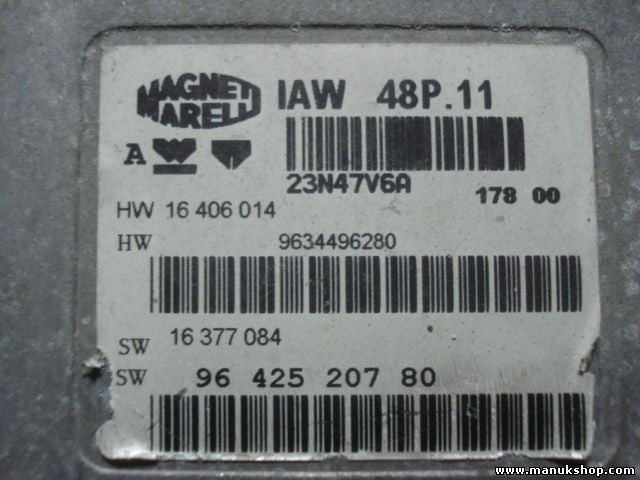 MAGNETI MARELLI
IAW 48P.11
A
23N47V6A
178 00
HW 16 406 014
HW 9634496280
SW 16 377 084
SW 96 425 207 80
www.manukshop.com